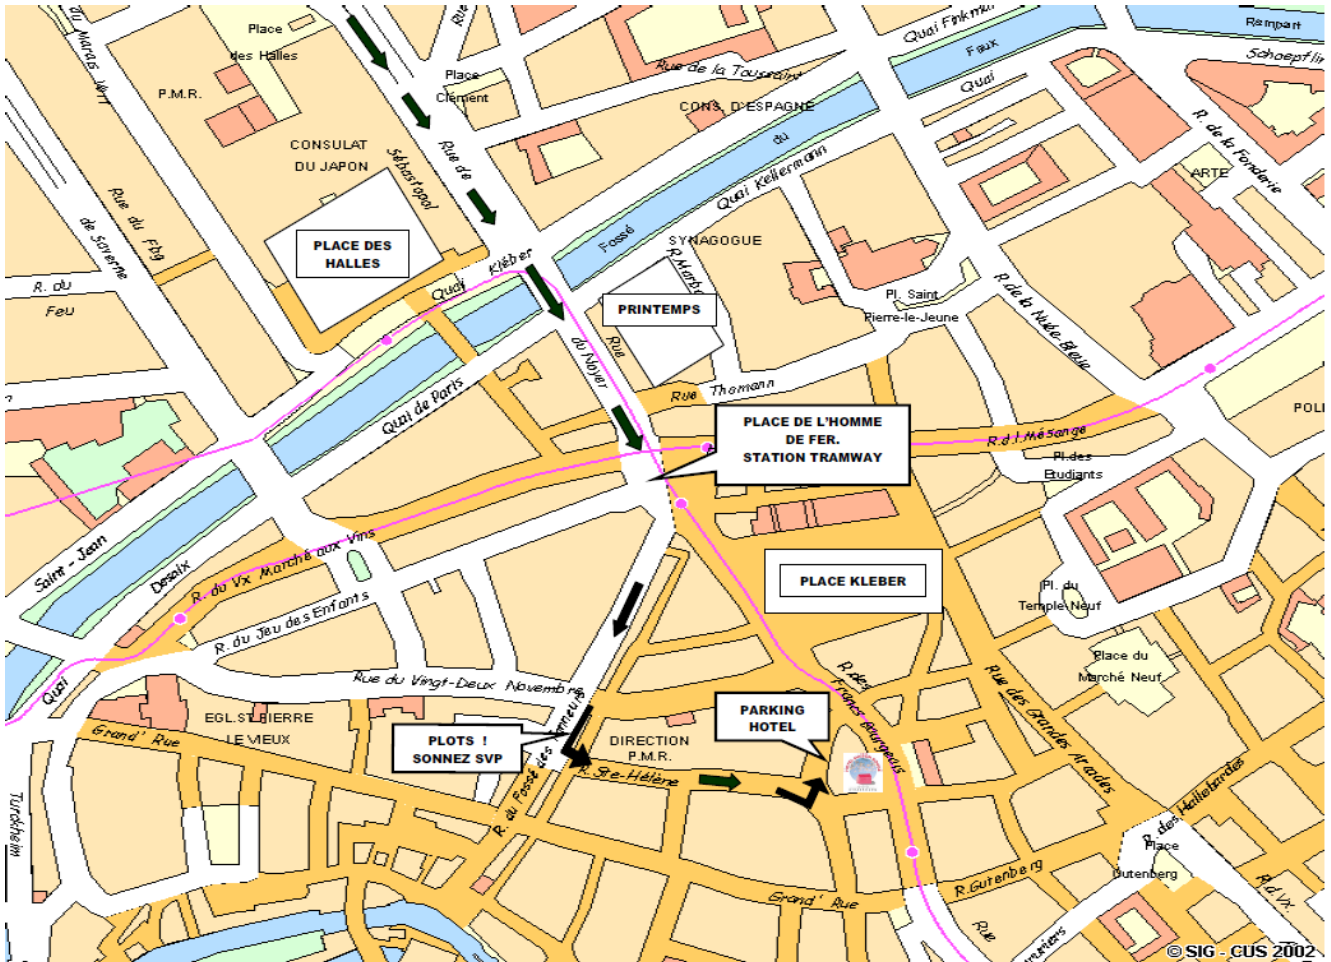 du Marais Vert
Place
des Halles
P.M.R.
Rue
Place
Clément
Rue de la Toussaint
Quai Finkmat
Faux
Rempart
Schoepflin
Quai
CONS. D'ESPAGNE
du
R. de la Fonderie
ARTE
CONSULAT
DU JAPON
Rue de
Sébastopol
Quai Kellermann
Rue du Fbg
de Saverne
PLACE DES
HALLES
Fossé
SYNAGOGUE
R. Marb
Quai Kléber
R. du
Feu
PRINTEMPS
Pl. Saint
Pierre-le-Jeune
R. de la Nuée-Bleue
Rue
du Noyer
Quai de Paris
Rue Thomann
PLACE DE L'HOMME
DE FER.
STATION TRAMWAY
R.d.l.Mésange
POLI
Pl.des
Etudiants
Saint-Jean
Desaix
R. du Vx Marché aux Vins
PLACE KLEBER
Pl. du
Temple-Neuf
R. du Jeu des Enfants
Place du
Marché Neuf
Quai
Rue du Vingt-Deux Novembre
R. des
Francs Bourgeois
Rue des Grandes Arcades
EGL.ST PIERRE
LE VIEUX
Grand' Rue
PLOTS !
SONNEZ SVP
DIRECTION
P.M.R.
PARKING
HOTEL
R. Ste-Hélène
R. du Fossé des Tanneurs
Turckheim
R. des Hallebardes
Place
Gutenberg
R.Gutenberg
Grand' Rue
Rue
R.d.Vx.
© SIG - CUS 2002